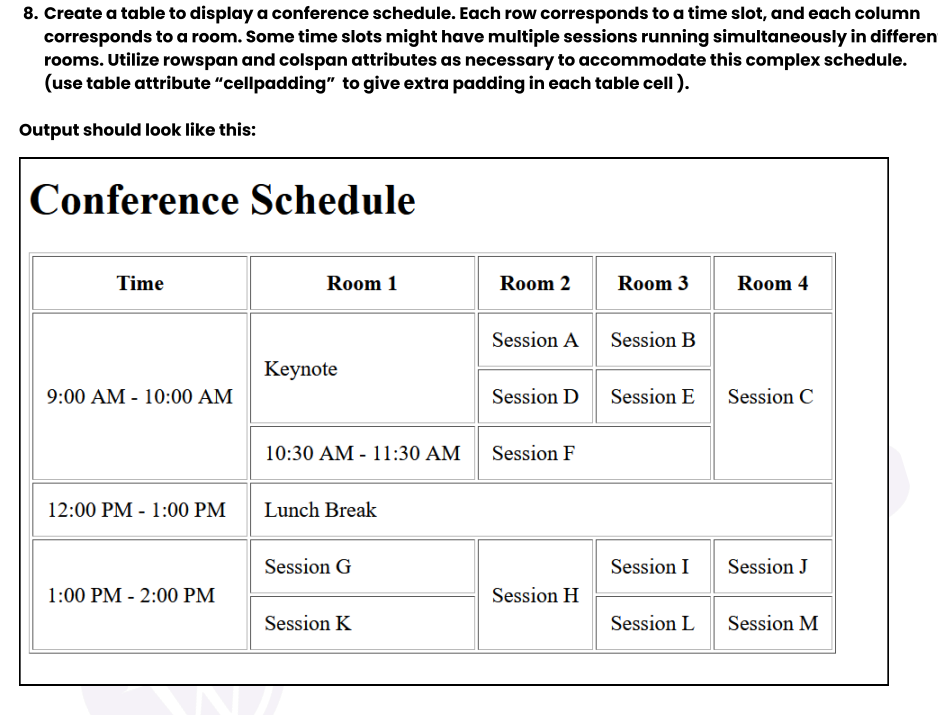 8. Create a table to display a conference schedule. Each row corresponds to a time slot, and each column
corresponds to a room. Some time slots might have multiple sessions running simultaneously in differen
rooms. Utilize rowspan and colspan attributes as necessary to accommodate this complex schedule.
(use table attribute “cellpadding” to give extra padding in each table cell ).
Output should look like this:
Conference Schedule
Time Room 1 Room 2 Room 3 Room 4
Session A Session B
Keynote
9:00 AM - 10:00 AM Session D Session E Session C
10:30 AM - 11:30 AM Session F
12:00 PM - 1:00 PM Lunch Break
Session G Session I Session J
1:00 PM - 2:00 PM Session H
Session K Session L Session M